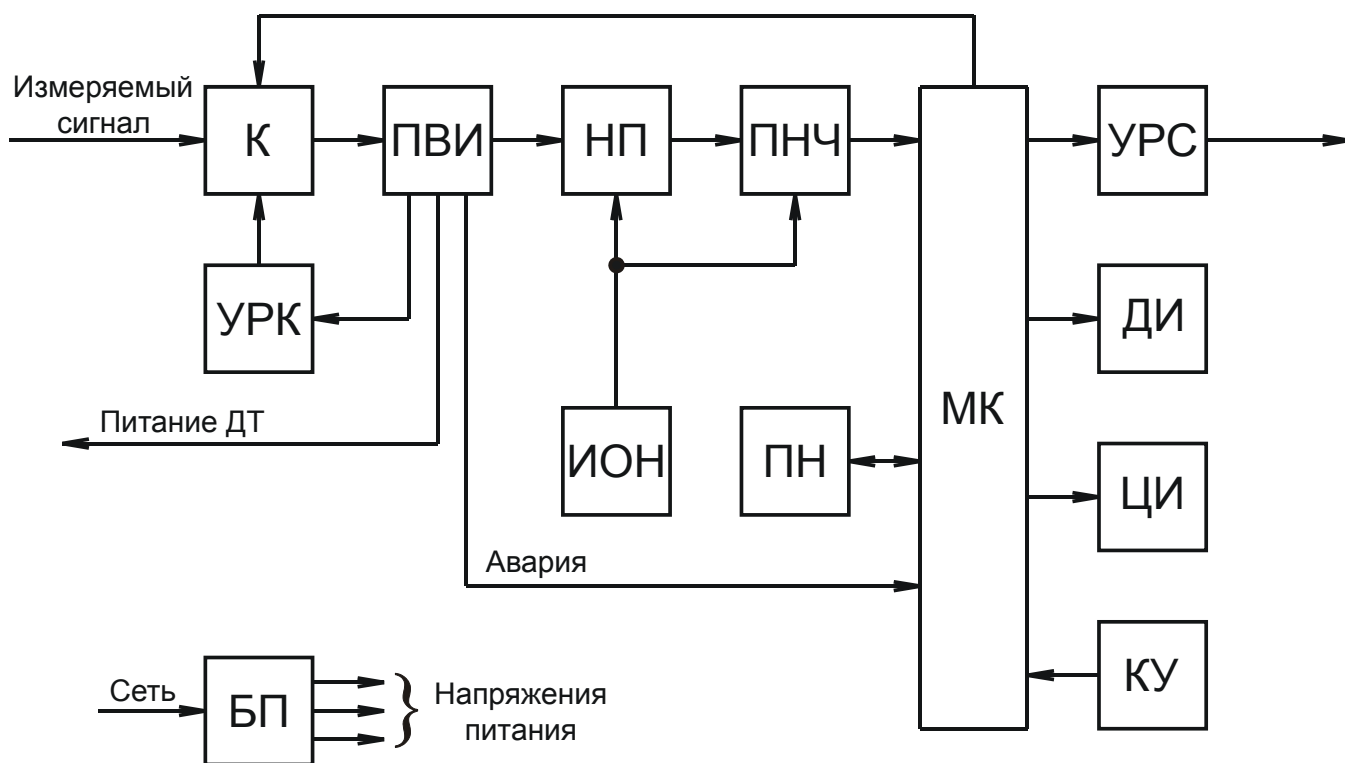 Измеряемый
сигнал
К
ПВИ
НП
ПНЧ
УРС
УРК
ДИ
МК
Питание ДТ
ИОН
ПН
ЦИ
Авария
КУ
Сеть
БП
Напряжения
питания